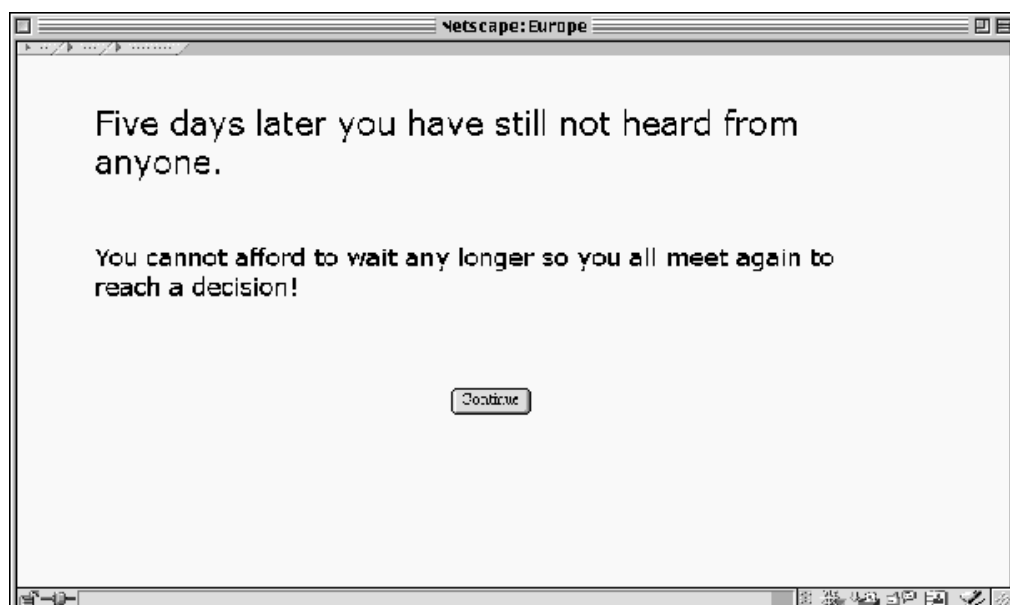 Netscape: Europe
Five days later you have still not heard from
anyone.
You cannot afford to wait any longer so you all meet again to
reach a decision!
Continue